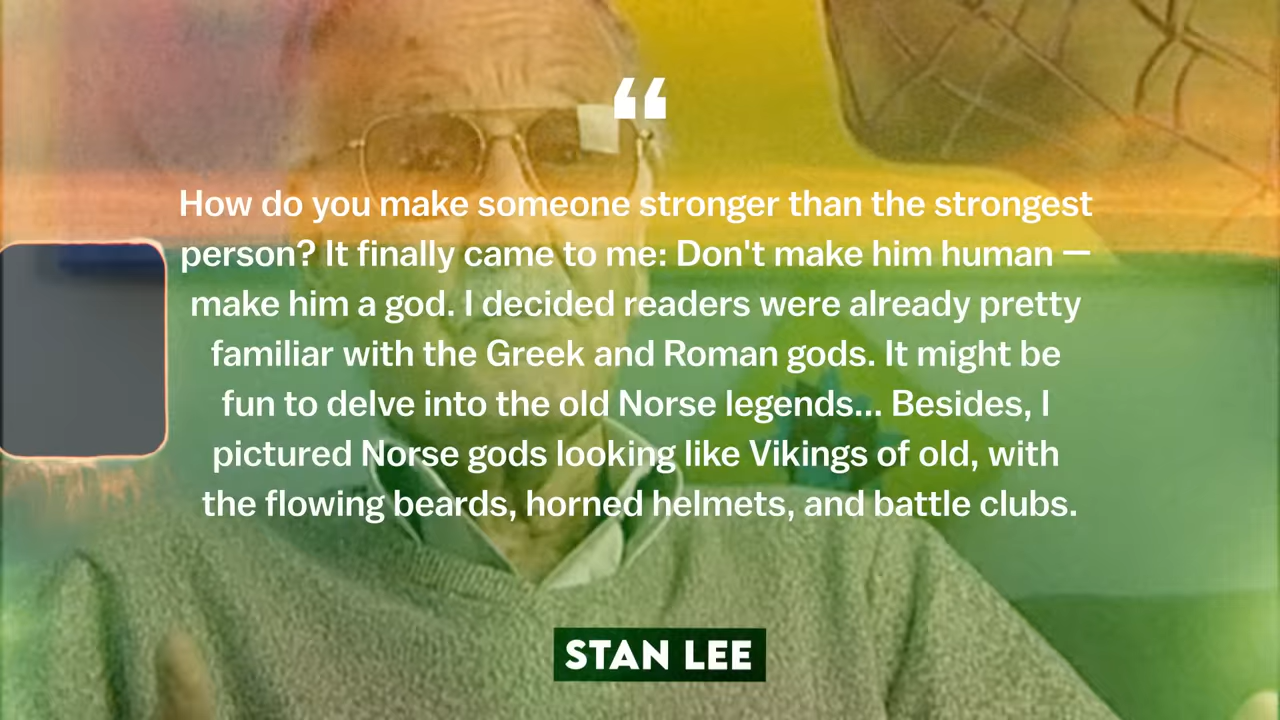 “
How do you make someone stronger than the strongest
person? It finally came to me: Don't make him human —
make him a god. I decided readers were already pretty
familiar with the Greek and Roman gods. It might be
fun to delve into the old Norse legends... Besides, I
pictured Norse gods looking like Vikings of old, with
the flowing beards, horned helmets, and battle clubs.
STAN LEE